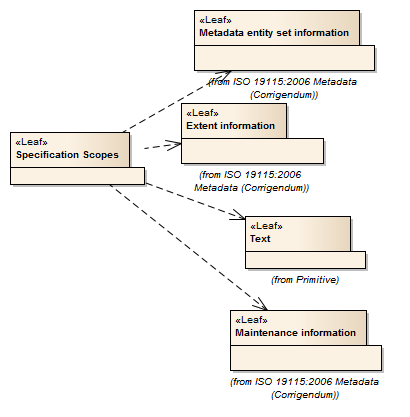 «Leaf»
Metadata entity set information
(from ISO 19115:2006 Metadata
(Corrigendum))
«Leaf»
Extent information
(from ISO 19115:2006
Metadata (Corrigendum))
«Leaf»
Specification Scopes
«Leaf»
Text
(from Primitive)
«Leaf»
Maintenance information
(from ISO 19115:2006 Metadata
(Corrigendum))